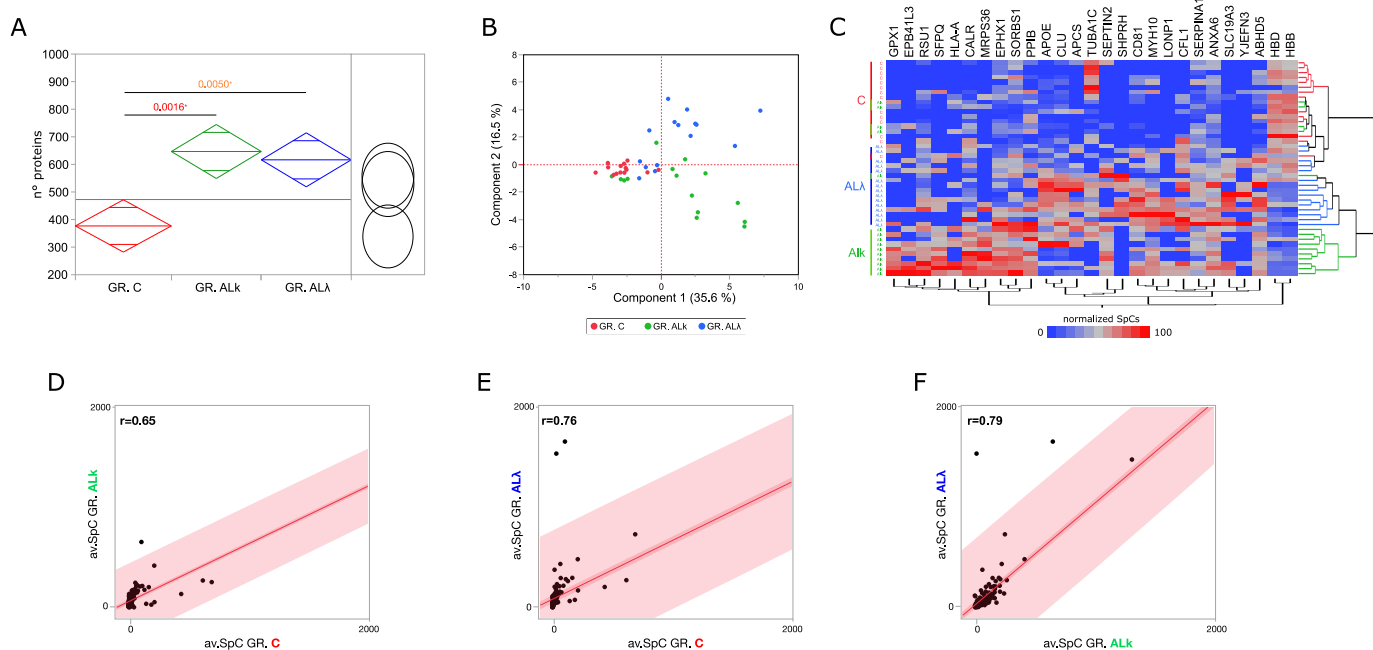 A
1000
900
800
700
600
500
400
300
200
n° proteins
0.0050*
0.0016*
GR. C
GR. ALk
GR. ALλ
B
8
6
4
2
0
-2
-4
-6
-8
Component 2 (16.5 %)
-10
-5
0
5
10
Component 1 (35.6 %)
GR. C GR. ALk GR. ALλ
C
GPX1
EPB41L3
RSU1
SFPQ
HLA-A
CALR
MRPS36
EPHX1
SORBS1
PPIB
APOE
CLU
APCS
TUBA1C
SEPTIN2
SHPRH
CD81
MYH10
LONP1
CFL1
SERPINA1
ANXA6
SLC19A3
YJEFN3
ABHD5
HBD
HBB
C
ALλ
Alk
normalized SpCs
0 100
D
2000
r=0.65
av.SpC GR. ALk
0
0 2000
av.SpC GR. C
E
2000
r=0.76
av.SpC GR. ALλ
0
0 2000
av.SpC GR. C
F
2000
r=0.79
av.SpC GR. ALλ
0
0 2000
av.SpC GR. ALk